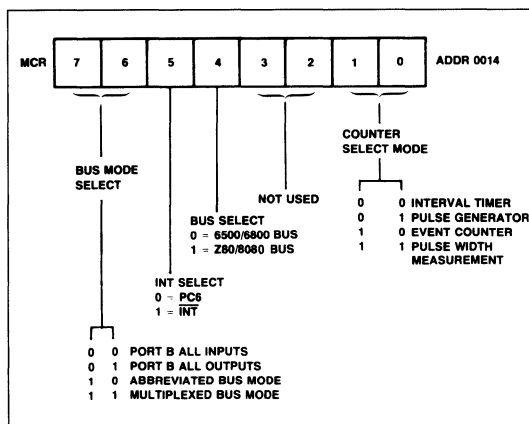 MCR 7 6 5 4 3 2 1 0 ADDR 0014
COUNTER
SELECT MODE
BUS MODE
SELECT
NOT USED
0 0 INTERVAL TIMER
0 1 PULSE GENERATOR
1 0 EVENT COUNTER
1 1 PULSE WIDTH
MEASUREMENT
BUS SELECT
0 = 6500/6800 BUS
1 = Z80/8080 BUS
INT SELECT
0 = PC6
1 = I̅N̅T̅
0 0 PORT B ALL INPUTS
0 1 PORT B ALL OUTPUTS
1 0 ABBREVIATED BUS MODE
1 1 MULTIPLEXED BUS MODE